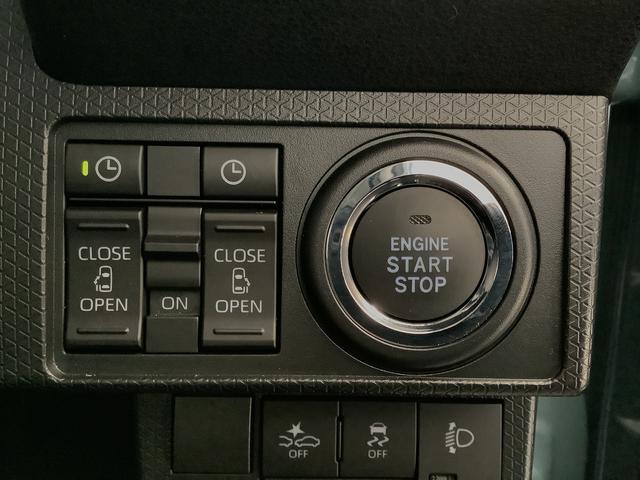 CLOSE
OPEN
ON
CLOSE
OPEN
ENGINE
START
STOP
OFF
OFF